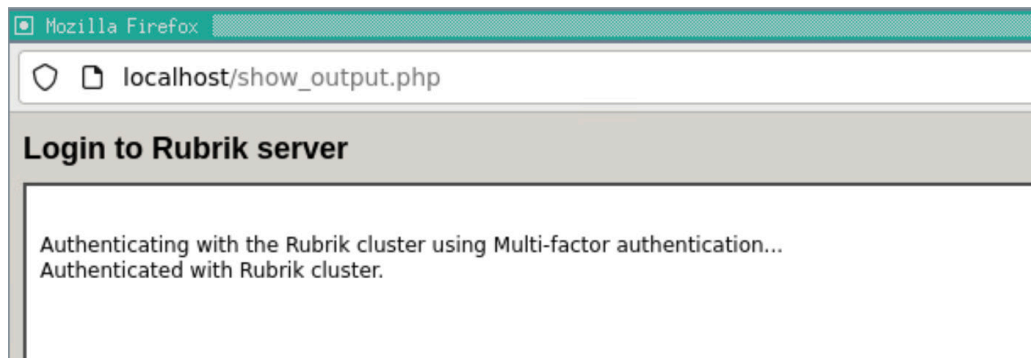 Mozilla Firefox
localhost/show_output.php
Login to Rubrik server
Authenticating with the Rubrik cluster using Multi-factor authentication...
Authenticated with Rubrik cluster.